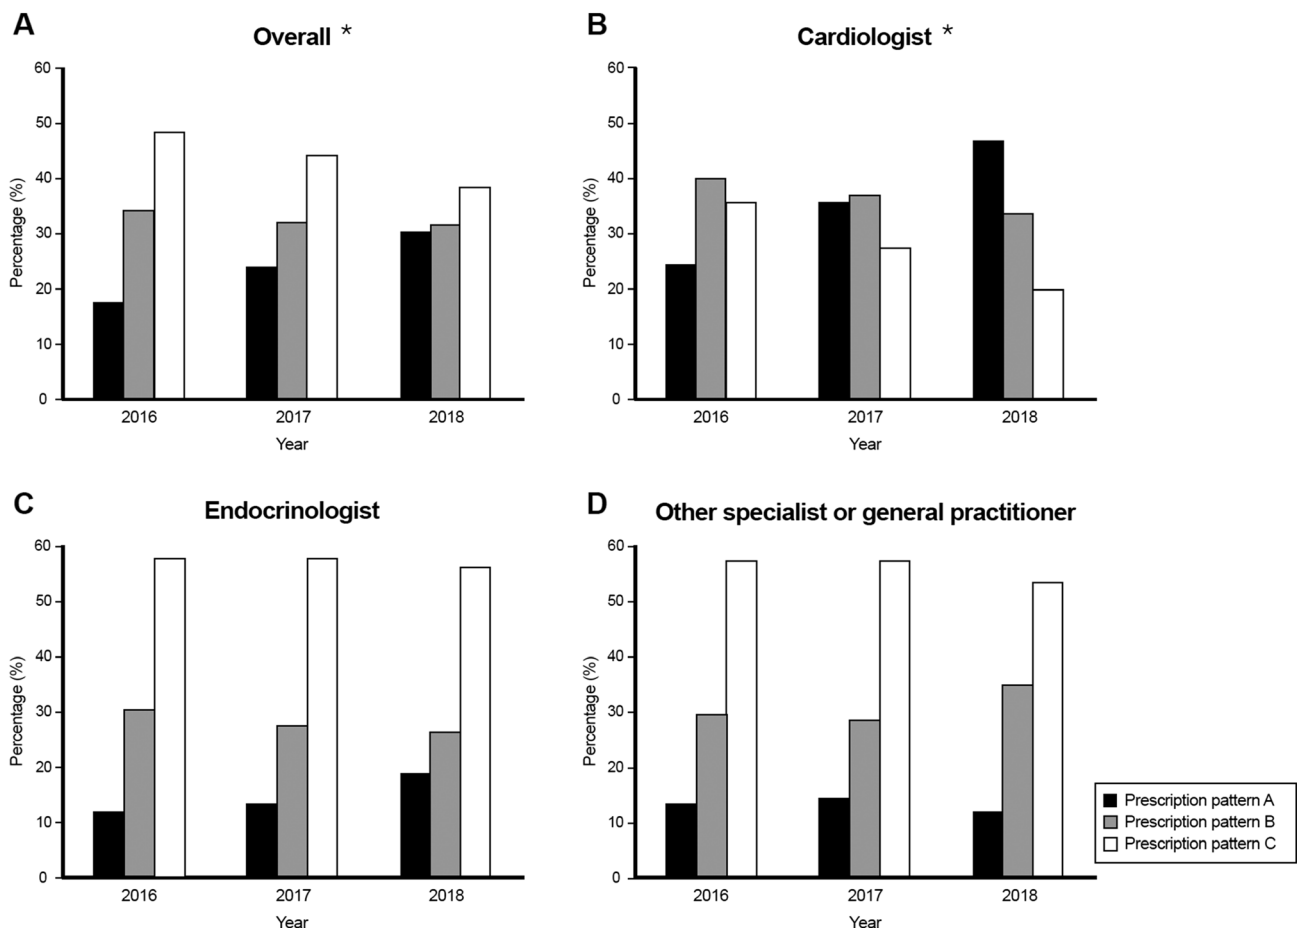 A
Overall *
60
50
40
30
20
10
0
Percentage (%)
2016 2017 2018
Year
B
Cardiologist *
60
50
40
30
20
10
0
Percentage (%)
2016 2017 2018
Year
C
Endocrinologist
60
50
40
30
20
10
0
Percentage (%)
2016 2017 2018
Year
D
Other specialist or general practitioner
60
50
40
30
20
10
0
Percentage (%)
2016 2017 2018
Year
Prescription pattern A
Prescription pattern B
Prescription pattern C